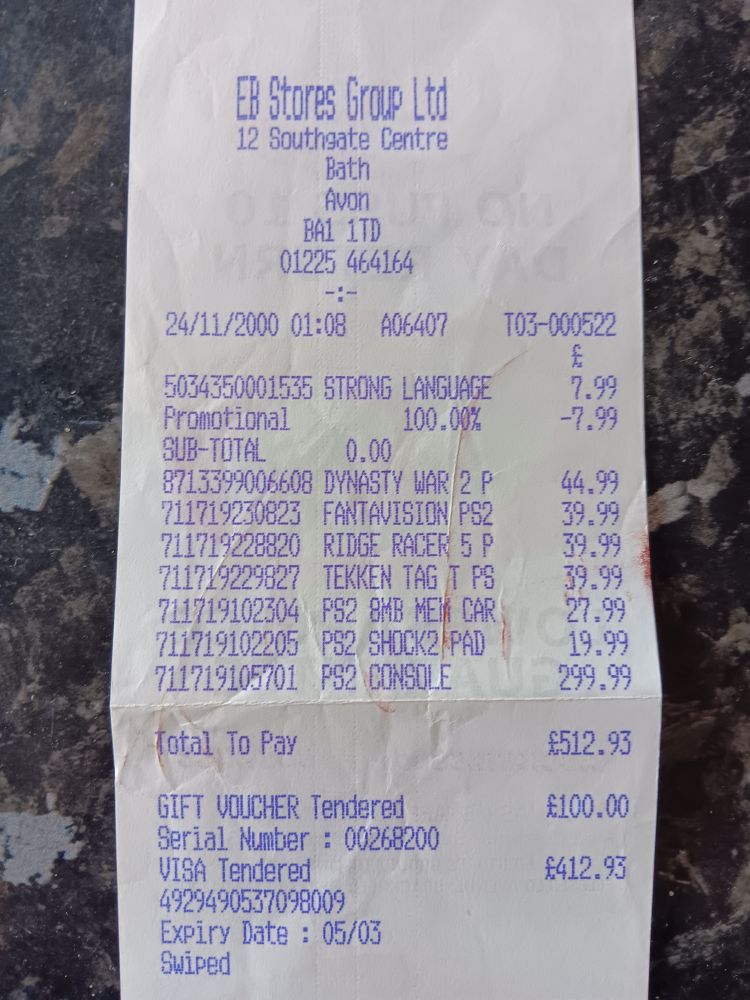 EB Stores Group Ltd
12 Southgate Centre
Bath
Avon
BA1 1TD
01225 464164
-:-
24/11/2000 01:08 A06407 T03-000522
£
5034350001535 STRONG LANGUAGE 7.99
Promotional 100.00% -7.99
SUB-TOTAL 0.00
8713399006608 DYNASTY WAR 2 P 44.99
711719230823 FANTAVISION PS2 39.99
711719228820 RIDGE RACER 5 P 39.99
711719229827 TEKKEN TAG T PS 39.99
711719102304 PS2 8MB MEM CAR 27.99
711719102205 PS2 SHOCK2 PAD 19.99
711719105701 PS2 CONSOLE 299.99
Total To Pay £512.93
GIFT VOUCHER Tendered £100.00
Serial Number : 00268200
VISA Tendered £412.93
4929490537098009
Expiry Date : 05/03
Swiped